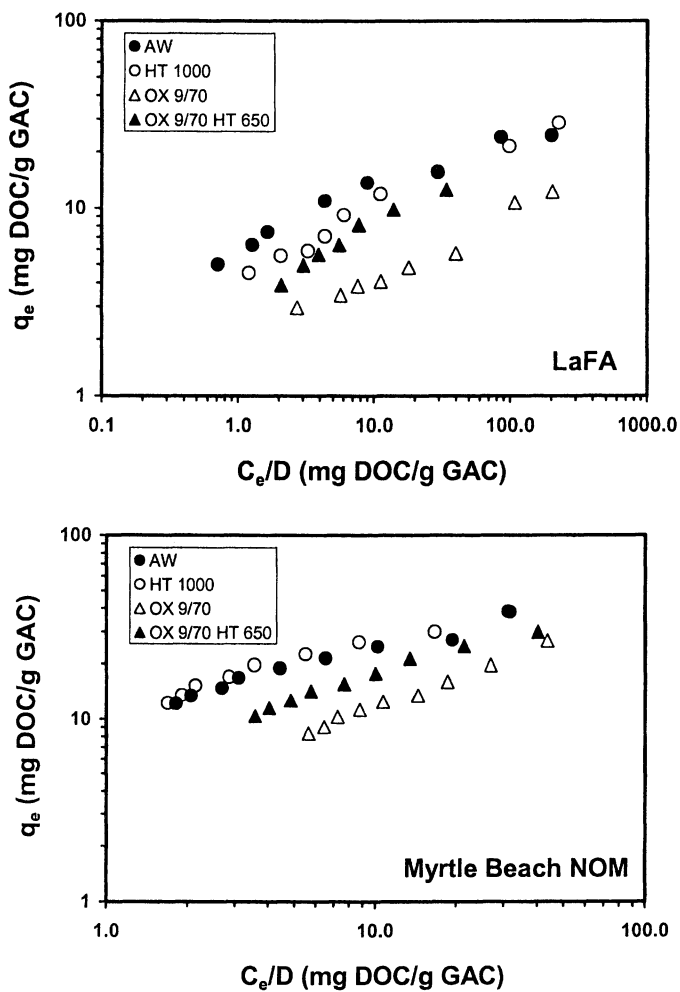 100
10
1
qe (mg DOC/g GAC)
AW
HT 1000
OX 9/70
OX 9/70 HT 650
LaFA
0.1 1.0 10.0 100.0 1000.0
Ce/D (mg DOC/g GAC)
100
10
1
qe (mg DOC/g GAC)
AW
HT 1000
OX 9/70
OX 9/70 HT 650
Myrtle Beach NOM
1.0 10.0 100.0
Ce/D (mg DOC/g GAC)